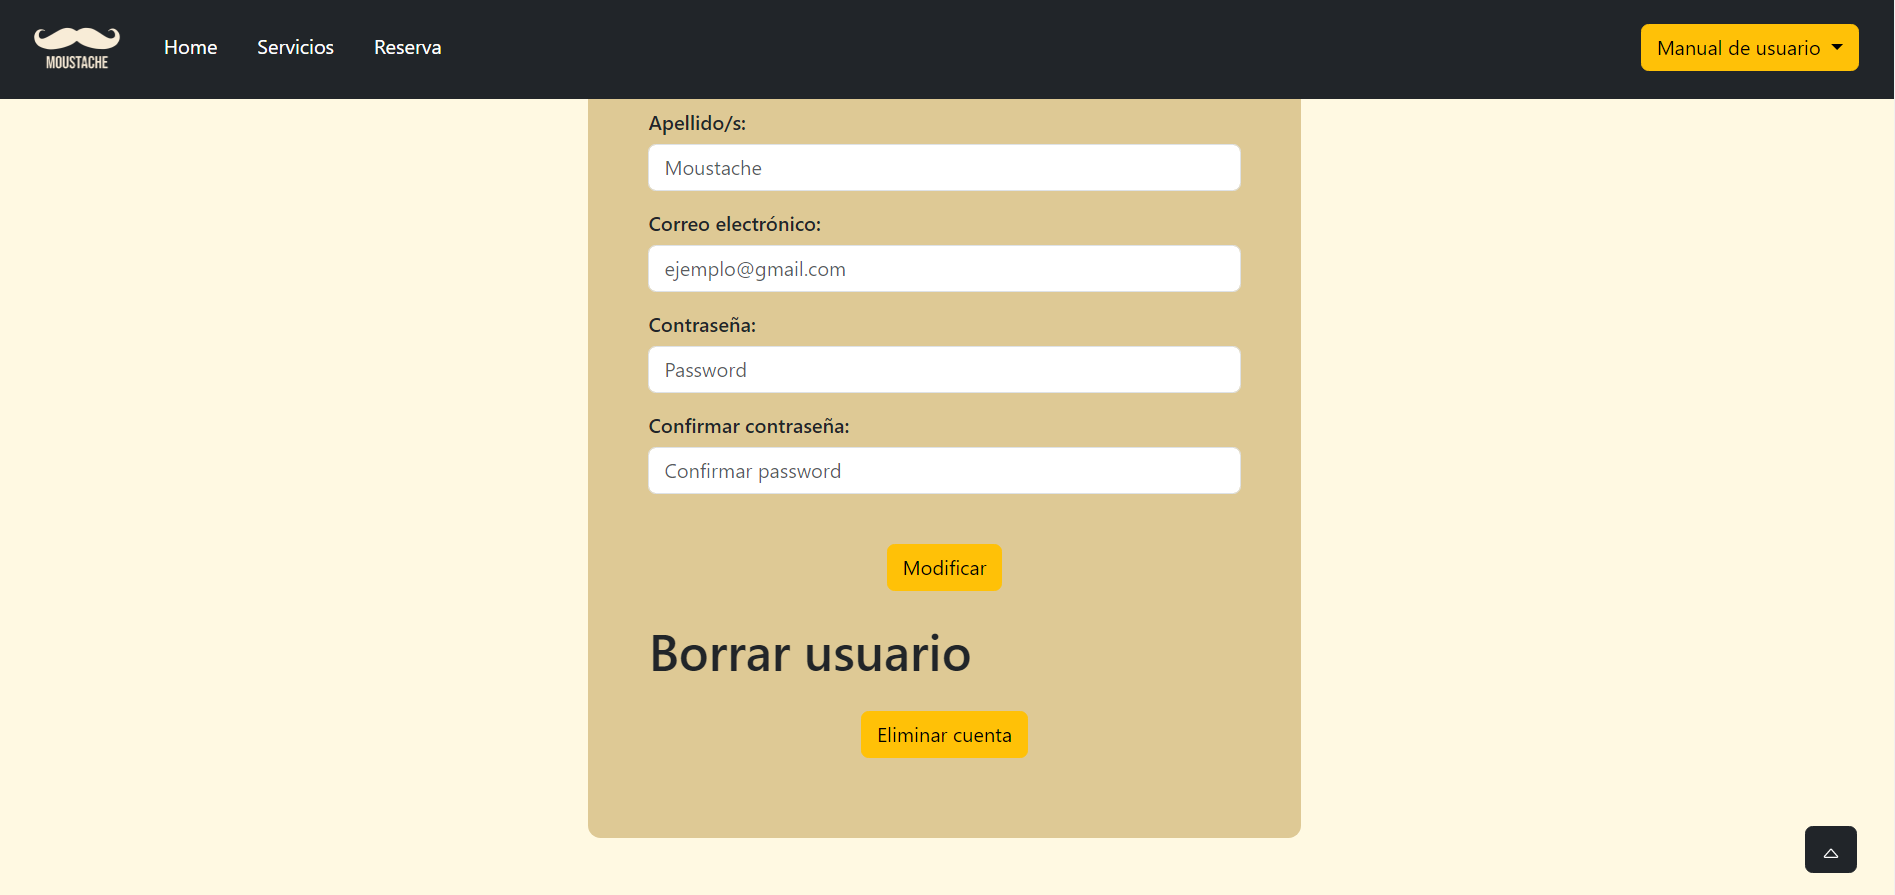 MOUSTACHE
Home
Servicios
Reserva
Manual de usuario
Apellido/s:
Moustache
Correo electrónico:
ejemplo@gmail.com
Contraseña:
Password
Confirmar contraseña:
Confirmar password
Modificar
Borrar usuario
Eliminar cuenta